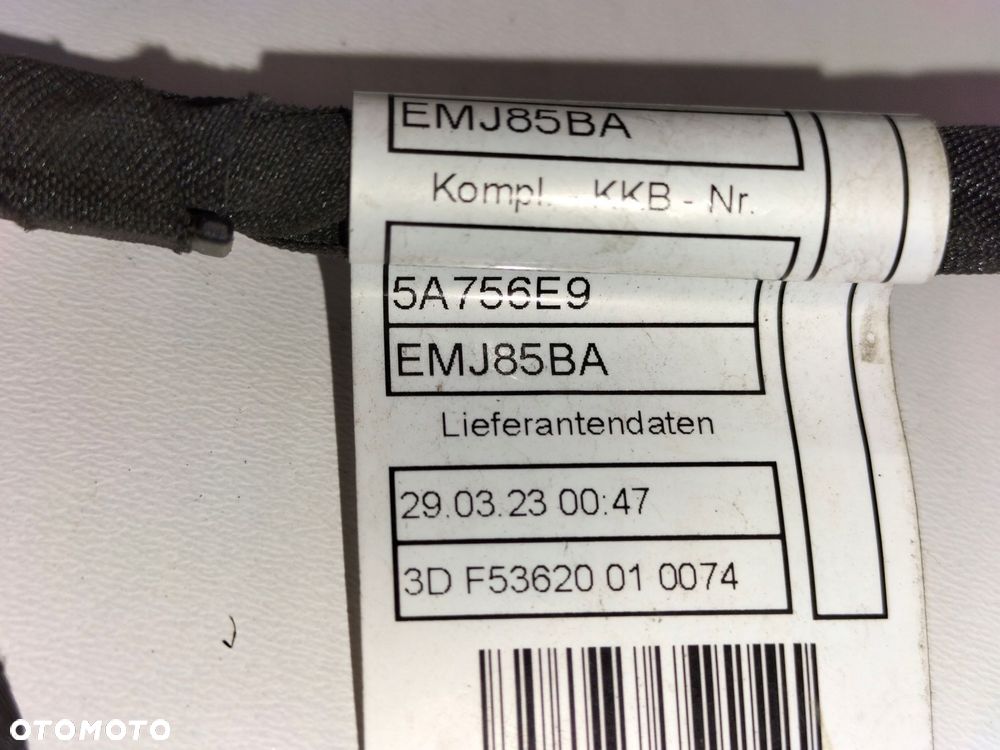 EMJ85BA
Kompl. - KKB - Nr.
5A756E9
EMJ85BA
Lieferantendaten
29.03.23 00:47
3D F53620 01 0074
OTOMOTO